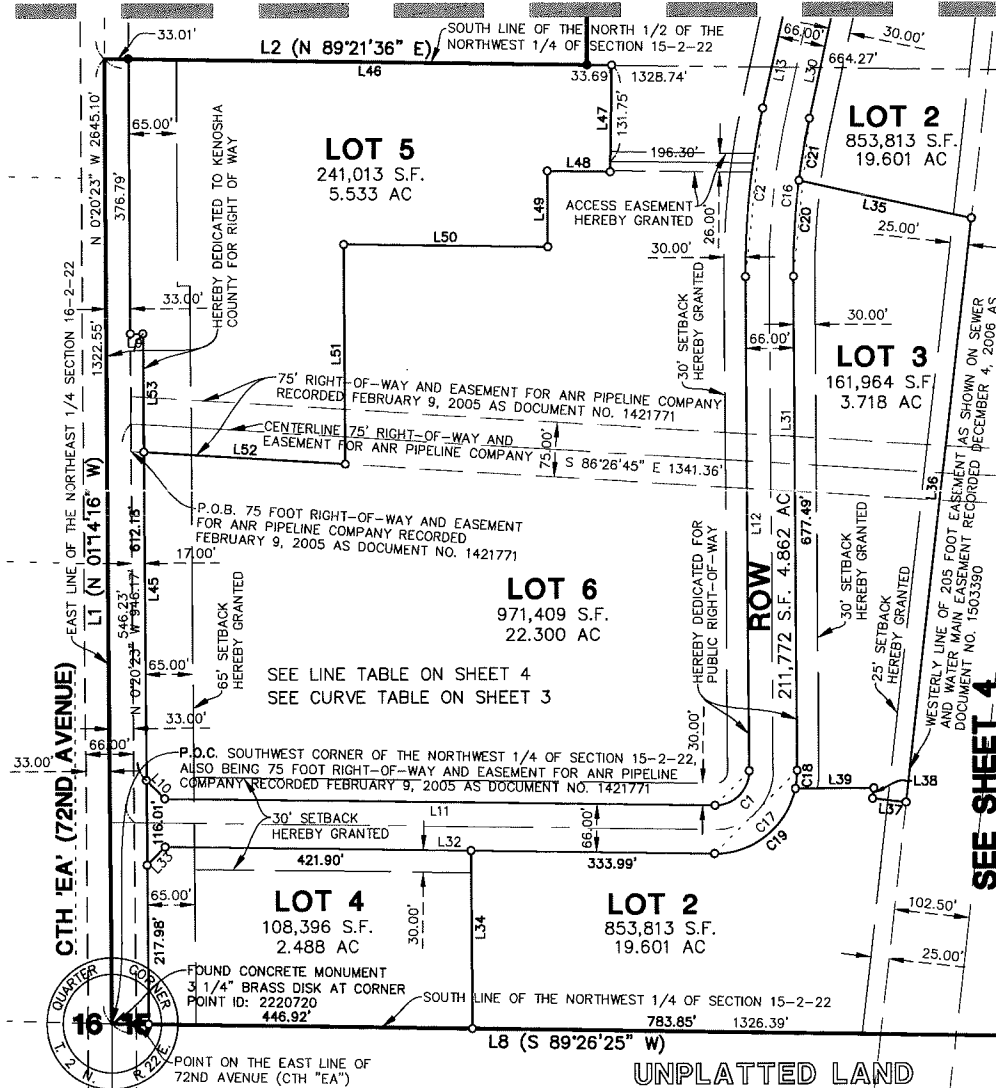 33.01'
L2 (N 89°21'36" E)
SOUTH LINE OF THE NORTH 1/2 OF THE
NORTHWEST 1/4 OF SECTION 15-2-22
L46
33.69'
1328.74'
66.00'
30.00'
664.27'
L13
L30
N 0°20'23" W 2645.10'
65.00'
376.79'
HEREBY DEDICATED TO KENOSHA
COUNTY FOR RIGHT OF WAY
LOT 5
241,013 S.F.
5.533 AC
L47
131.75'
196.30'
L48
L49
ACCESS EASEMENT
HEREBY GRANTED
26.00'
C2
C16
C21
C20
LOT 2
853,813 S.F.
19.601 AC
L35
25.00'
L50
30.00'
33.00'
1322.55'
L9
L53
L51
30' SETBACK
HEREBY GRANTED
66.00'
30.00'
LOT 3
161,964 S.F.
3.718 AC
EAST LINE OF THE NORTHEAST 1/4 SECTION 16-2-22
75' RIGHT-OF-WAY AND EASEMENT FOR ANR PIPELINE COMPANY
RECORDED FEBRUARY 9, 2005 AS DOCUMENT NO. 1421771
CENTERLINE 75' RIGHT-OF-WAY AND
EASEMENT FOR ANR PIPELINE COMPANY
75.00'
S 86°26'45" E 1341.36'
L52
L31
L36
L1 (N 01°14'16" W)
612.18'
P.O.B. 75 FOOT RIGHT-OF-WAY AND EASEMENT
FOR ANR PIPELINE COMPANY RECORDED
FEBRUARY 9, 2005 AS DOCUMENT NO. 1421771
17.00'
L45
546.23'
N 0°20'23" W 946.17'
65.00'
65' SETBACK
HEREBY GRANTED
LOT 6
971,409 S.F.
22.300 AC
SEE LINE TABLE ON SHEET 4
SEE CURVE TABLE ON SHEET 3
L12
HEREBY DEDICATED FOR
PUBLIC RIGHT-OF-WAY
ROW
211,772 S.F. 4.862 AC
677.49'
30' SETBACK
HEREBY GRANTED
25' SETBACK
HEREBY GRANTED
WESTERLY LINE OF 205 FOOT EASEMENT AS SHOWN ON SEWER
AND WATER MAIN EASEMENT RECORDED DECEMBER 4, 2006 AS
DOCUMENT NO. 1503390
33.00'
66.00'
33.00'
30.00'
P.O.C. SOUTHWEST CORNER OF THE NORTHWEST 1/4 OF SECTION 15-2-22,
ALSO BEING 75 FOOT RIGHT-OF-WAY AND EASEMENT FOR ANR PIPELINE
COMPANY RECORDED FEBRUARY 9, 2005 AS DOCUMENT NO. 1421771
L10
L11
C1
C18
C17
C19
L39
L38
L37
116.01'
30' SETBACK
HEREBY GRANTED
66.00'
L33
L32
421.90'
333.99'
65.00'
LOT 4
108,396 S.F.
2.488 AC
30.00'
L34
LOT 2
853,813 S.F.
19.601 AC
102.50'
25.00'
SEE SHEET 4
CTH 'EA' (72ND AVENUE)
217.98'
FOUND CONCRETE MONUMENT
3 1/4" BRASS DISK AT CORNER
POINT ID: 2220720
446.92'
SOUTH LINE OF THE NORTHWEST 1/4 OF SECTION 15-2-22
783.85'
1326.39'
L8 (S 89°26'25" W)
QUARTER CORNER
16 15
T. 2 N. R. 22 E.
POINT ON THE EAST LINE OF
72ND AVENUE (CTH "EA")
UNPLATTED LAND